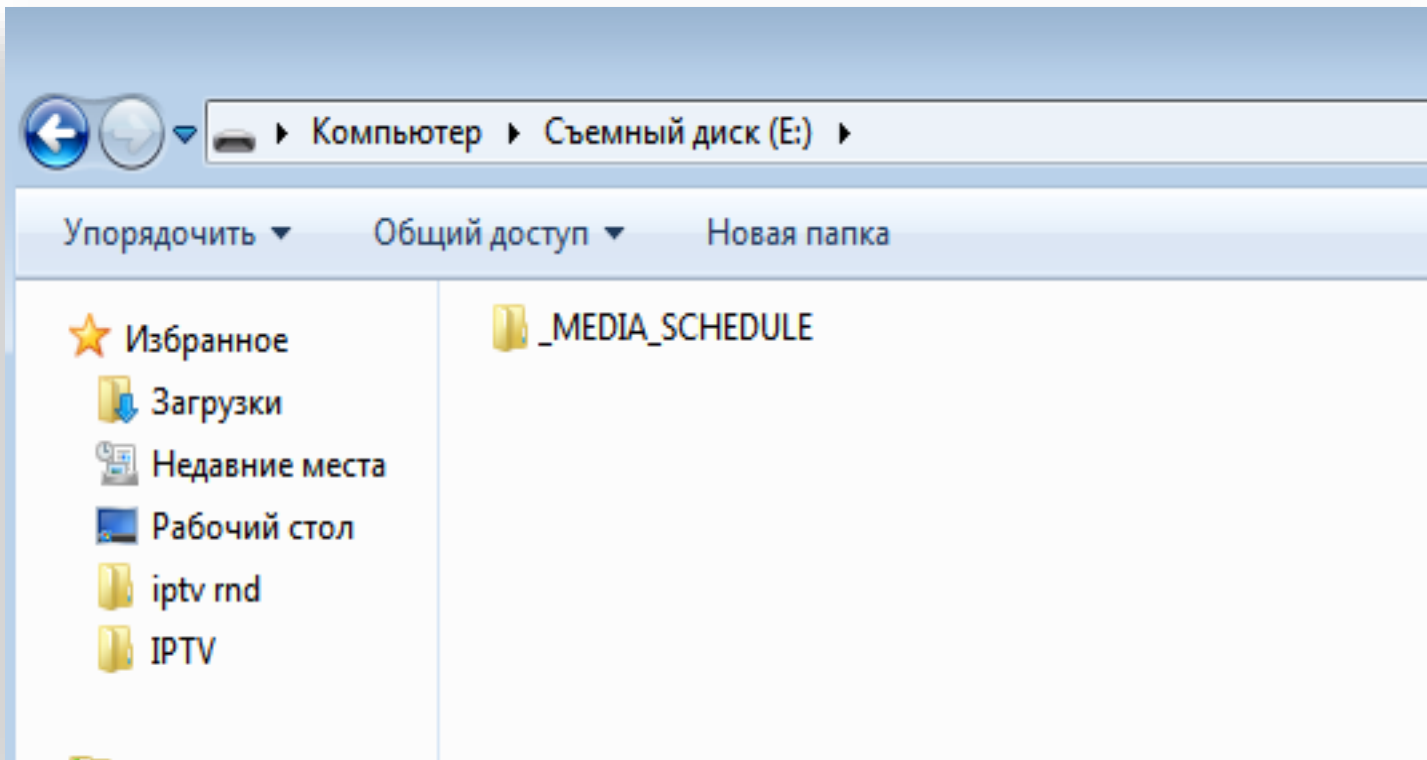 Компьютер Съемный диск (E:)
Упорядочить Общий доступ Новая папка
Избранное
Загрузки
Недавние места
Рабочий стол
iptv rnd
IPTV
_MEDIA_SCHEDULE